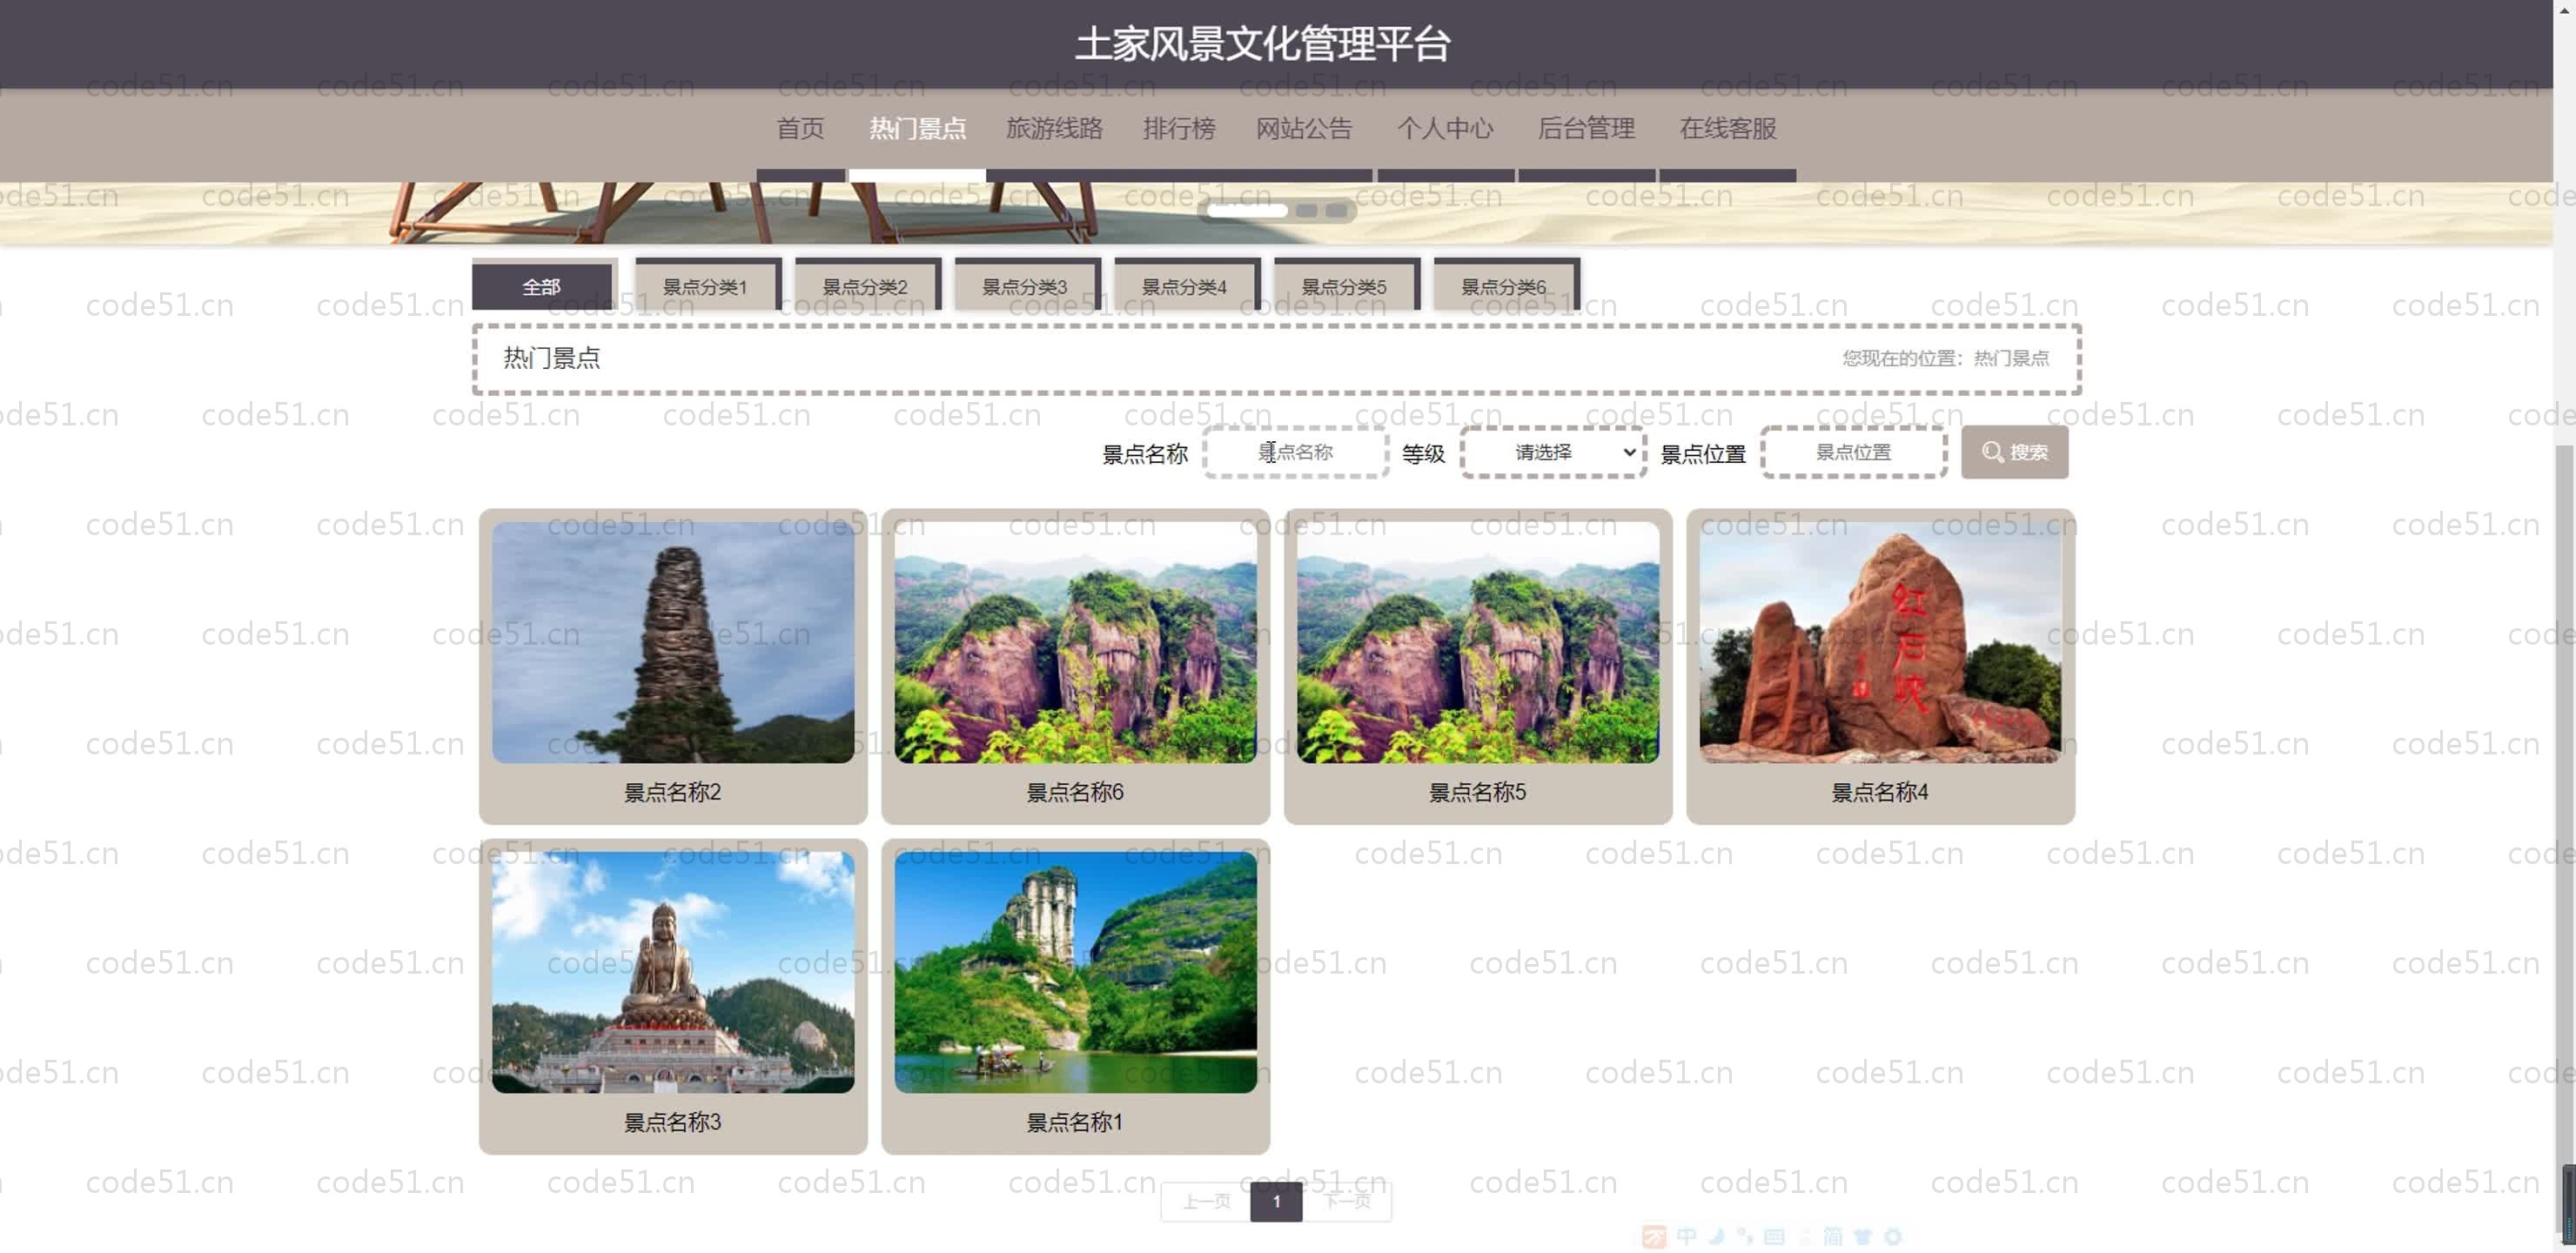 土家风景文化管理平台
首页 热门景点 旅游线路 排行榜 网站公告 个人中心 后台管理 在线客服
全部 景点分类1 景点分类2 景点分类3 景点分类4 景点分类5 景点分类6
热门景点 您现在的位置：热门景点
景点名称 景点名称 等级 请选择 景点位置 景点位置 搜索
红石峡
景点名称2 景点名称6 景点名称5 景点名称4
景点名称3 景点名称1
上一页 1 下一页
中 简
code51.cn